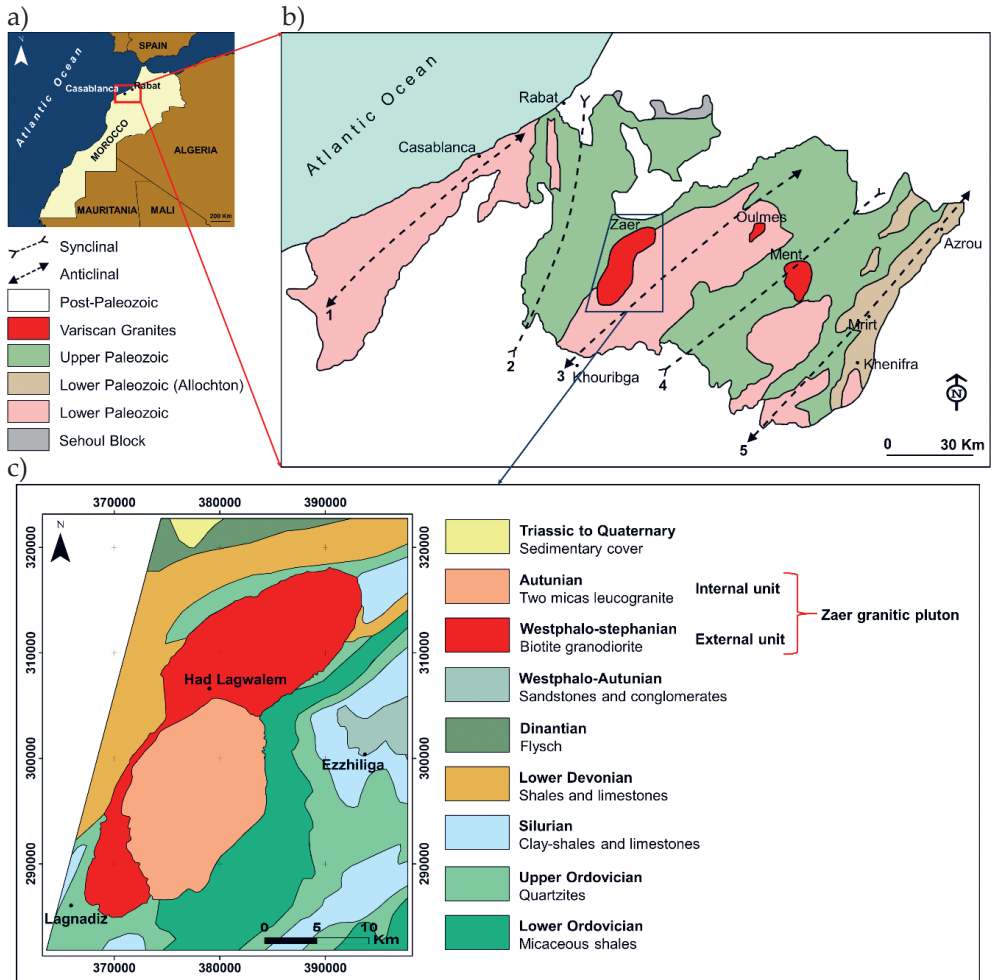 a)
N
SPAIN
Atlantic Ocean
Casablanca
Rabat
MOROCCO
ALGERIA
MAURITANIA
MALI
200 Km
Synclinal
Anticlinal
Post-Paleozoic
Variscan Granites
Upper Paleozoic
Lower Paleozoic (Allochton)
Lower Paleozoic
Sehoul Block
b)
Atlantic Ocean
Rabat
Casablanca
Zaer
Oulmes
Ment
Azrou
Mrirt
Khenifra
Khouribga
1
2
3
4
5
N
0 30 Km
c)
370000 380000 390000
N
320000
310000
300000
290000
320000
310000
300000
290000
Had Lagwalem
Ezzhiliga
Lagnadiz
0 5 10
Km
370000 380000 390000
Triassic to Quaternary
Sedimentary cover
Autunian
Two micas leucogranite
Internal unit
Westphalo-stephanian
Biotite granodiorite
External unit
Zaer granitic pluton
Westphalo-Autunian
Sandstones and conglomerates
Dinantian
Flysch
Lower Devonian
Shales and limestones
Silurian
Clay-shales and limestones
Upper Ordovician
Quartzites
Lower Ordovician
Micaceous shales